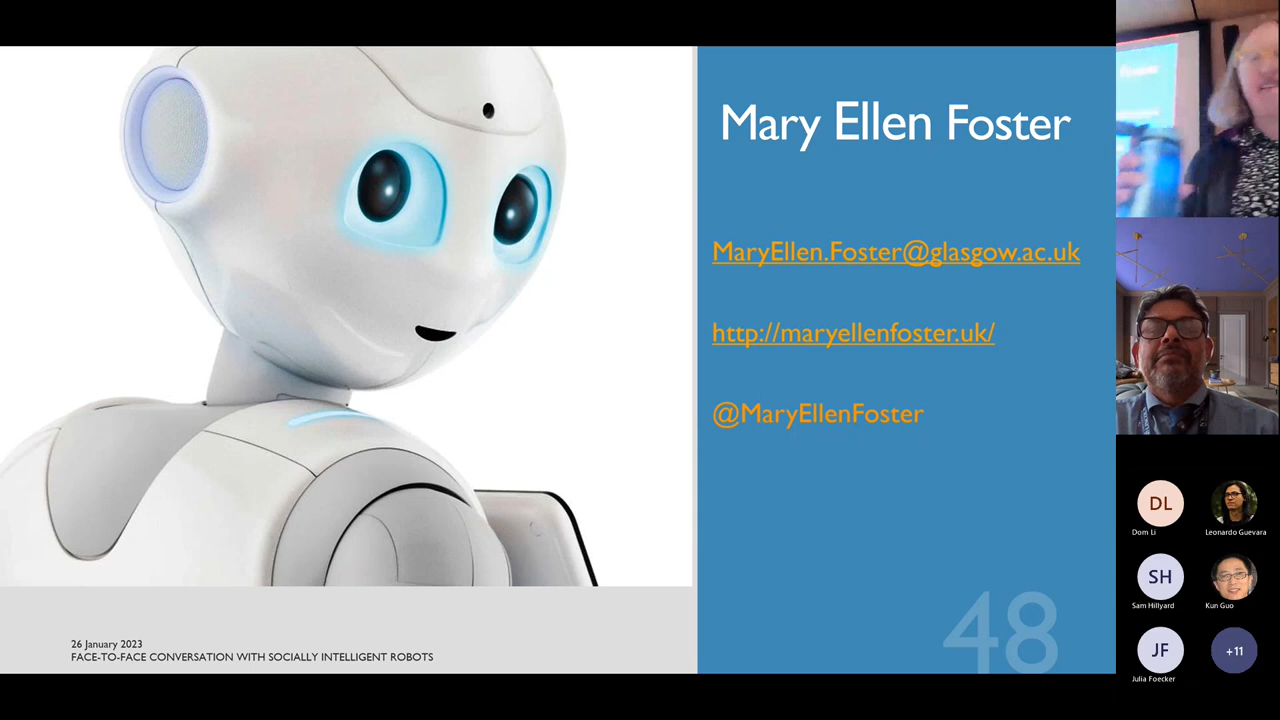 Mary Ellen Foster
MaryEllen.Foster@glasgow.ac.uk
http://maryellenfoster.uk/
@MaryEllenFoster
48
26 January 2023
FACE-TO-FACE CONVERSATION WITH SOCIALLY INTELLIGENT ROBOTS
DL
Dom Li
Leonardo Guevara
SH
Sam Hillyard
Kun Guo
JF
Julia Foecker
+11